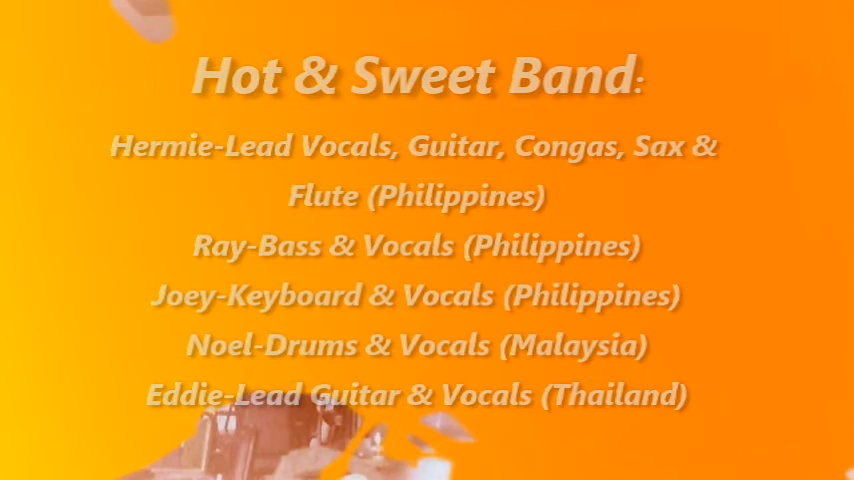 Hot & Sweet Band:
Hermie-Lead Vocals, Guitar, Congas, Sax &
Flute (Philippines)
Ray-Bass & Vocals (Philippines)
Joey-Keyboard & Vocals (Philippines)
Noel-Drums & Vocals (Malaysia)
Eddie-Lead Guitar & Vocals (Thailand)